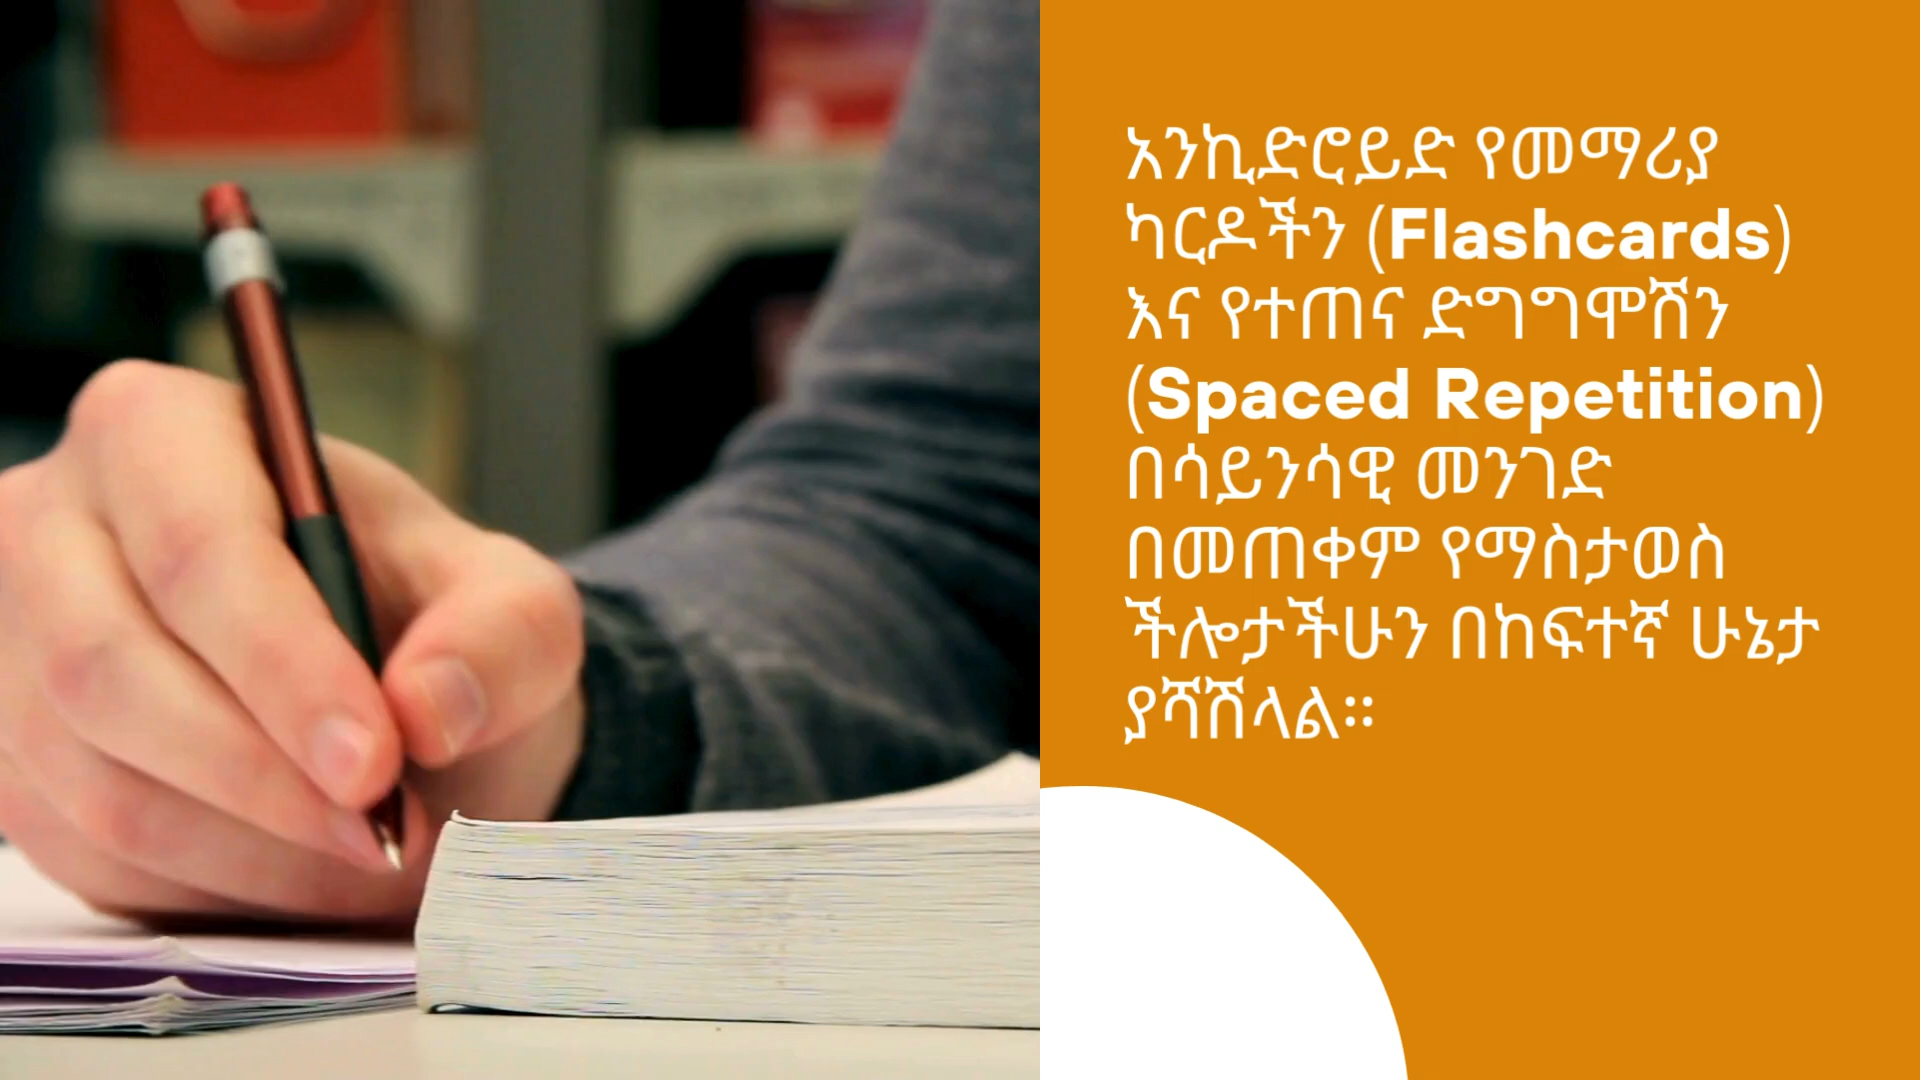 አንኪድሮይድ የመማሪያ
ካርዶችን (Flashcards)
እና የተጠና ድግግሞሽን
(Spaced Repetition)
በሳይንሳዊ መንገድ
በመጠቀም የማስታወስ
ችሎታችሁን በከፍተኛ ሁኔታ
ያሻሽላል።